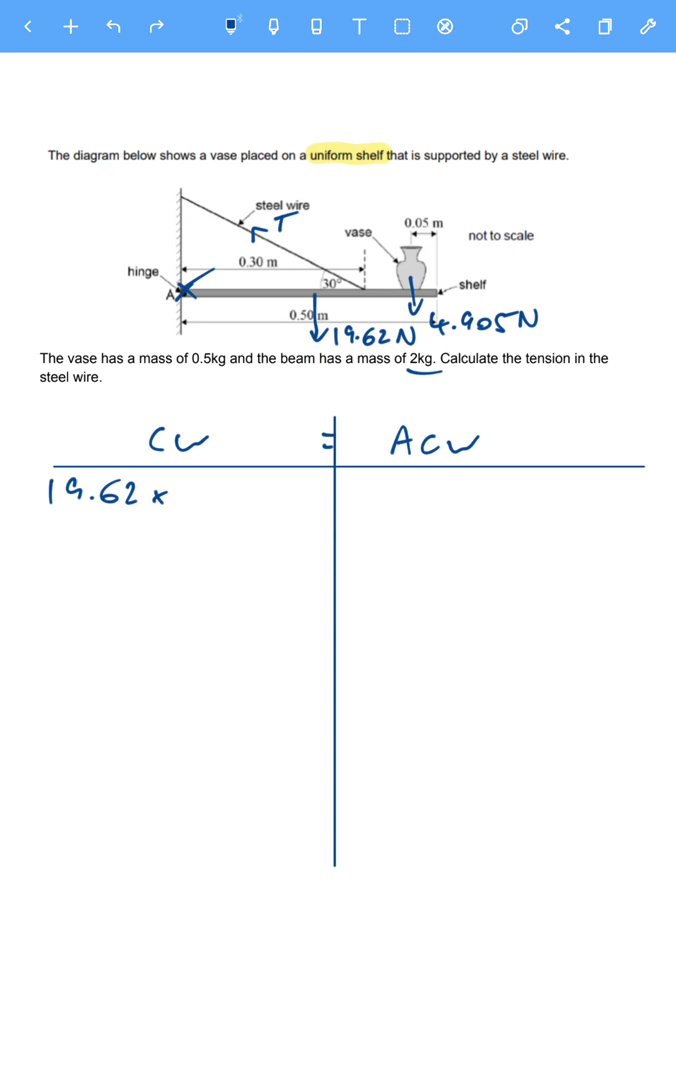 The diagram below shows a vase placed on a uniform shelf that is supported by a steel wire.
steel wire
T
vase
0.05 m
not to scale
0.30 m
hinge
30°
shelf
A
0.50 m
19.62N
4.905N
The vase has a mass of 0.5kg and the beam has a mass of 2kg. Calculate the tension in the
steel wire.
CW = ACW
19.62 x